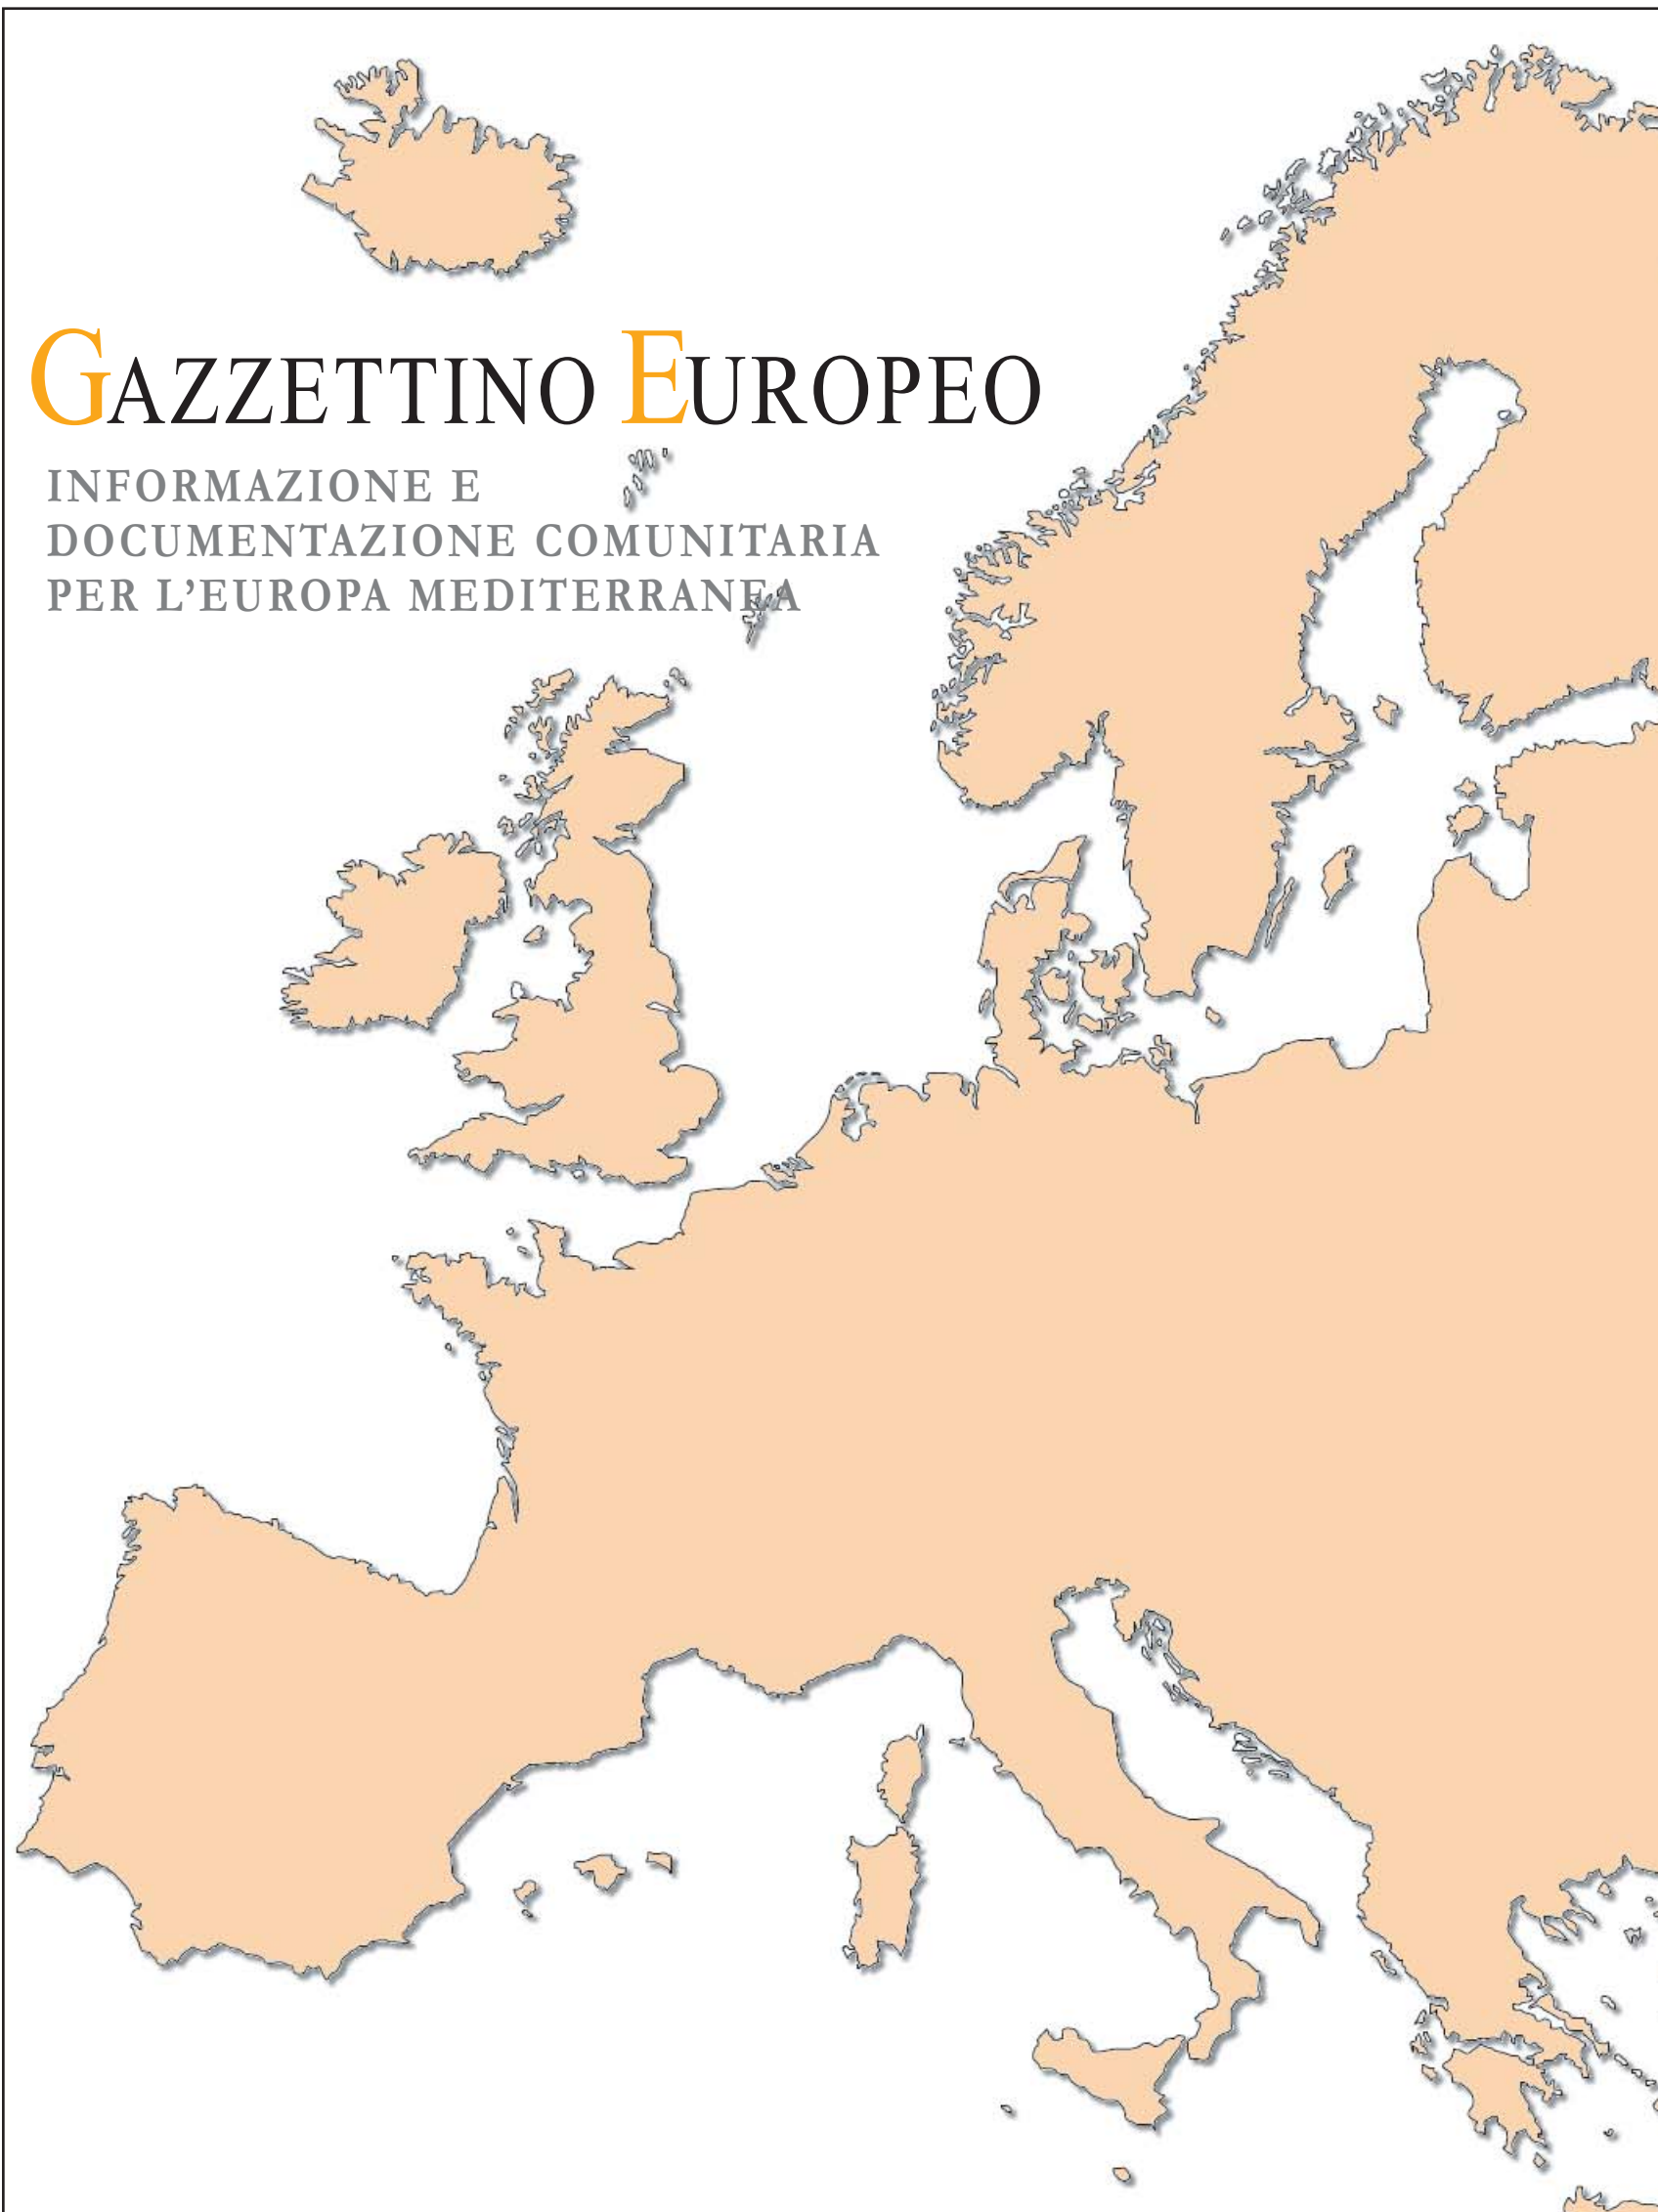 GAZZETTINO EUROPEO
INFORMAZIONE E
DOCUMENTAZIONE COMUNITARIA
PER L'EUROPA MEDITERRANEA